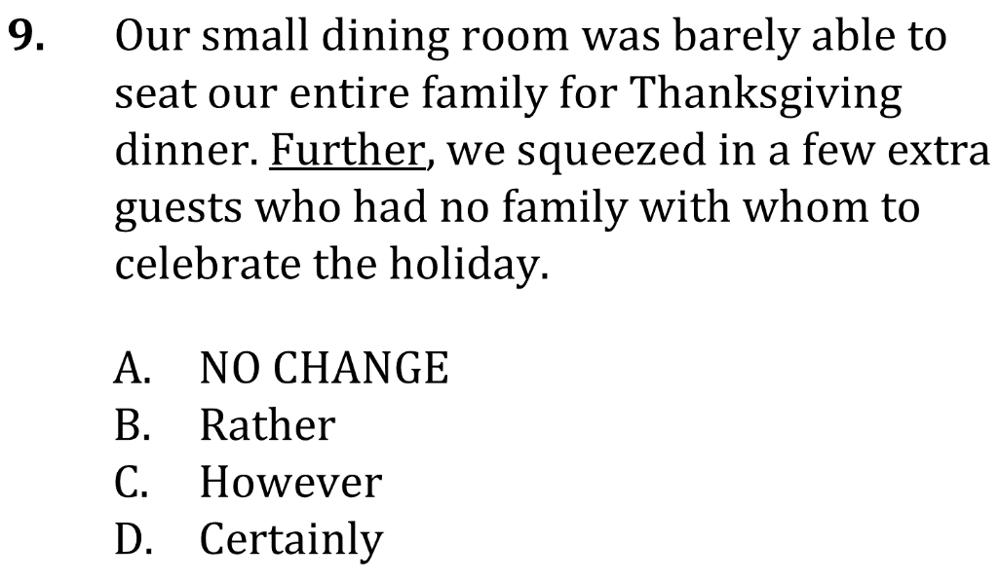 9. Our small dining room was barely able to
seat our entire family for Thanksgiving
dinner. Further, we squeezed in a few extra
guests who had no family with whom to
celebrate the holiday.
A. NO CHANGE
B. Rather
C. However
D. Certainly